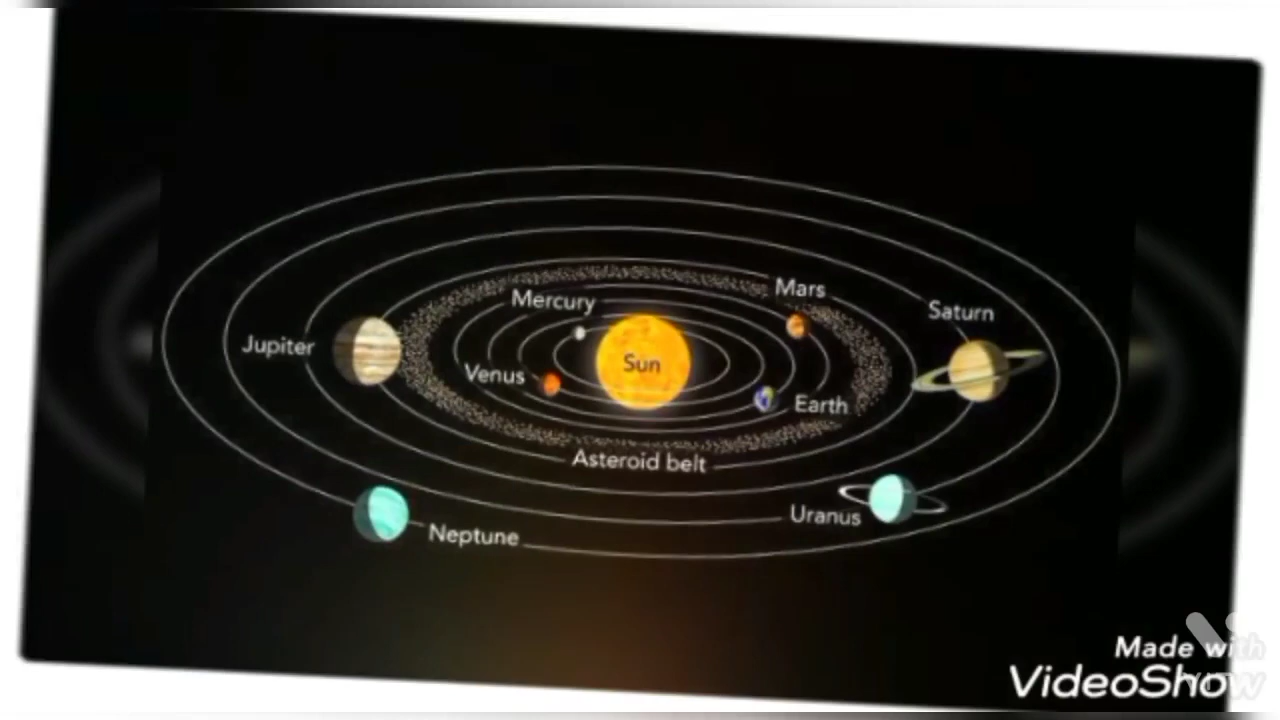 Mars
Mercury
Saturn
Jupiter
Sun
Venus
Earth
Asteroid belt
Uranus
Neptune
Made with
VideoShow